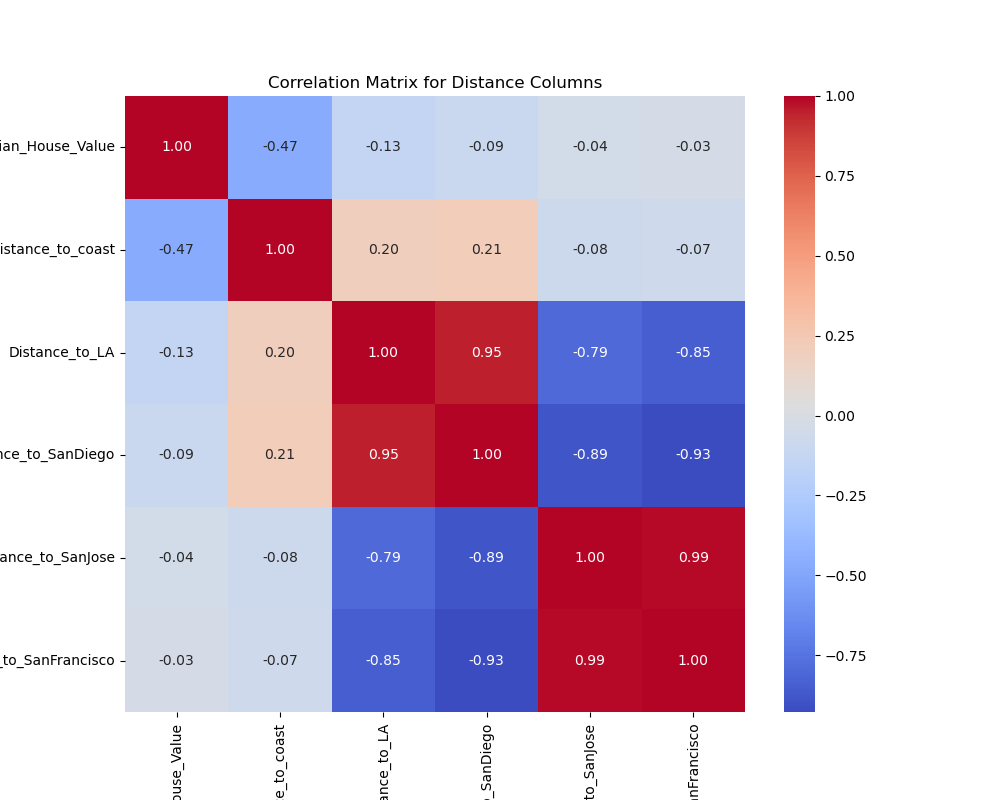 Correlation Matrix for Distance Columns
ian_House_Value 1.00 -0.47 -0.13 -0.09 -0.04 -0.03
istance_to_coast -0.47 1.00 0.20 0.21 -0.08 -0.07
Distance_to_LA -0.13 0.20 1.00 0.95 -0.79 -0.85
nce_to_SanDiego -0.09 0.21 0.95 1.00 -0.89 -0.93
ance_to_SanJose -0.04 -0.08 -0.79 -0.89 1.00 0.99
_to_SanFrancisco -0.03 -0.07 -0.85 -0.93 0.99 1.00
ouse_Value
ce_to_coast
ance_to_LA
o_SanDiego
to_SanJose
nFrancisco
1.00
0.75
0.50
0.25
0.00
−0.25
−0.50
−0.75